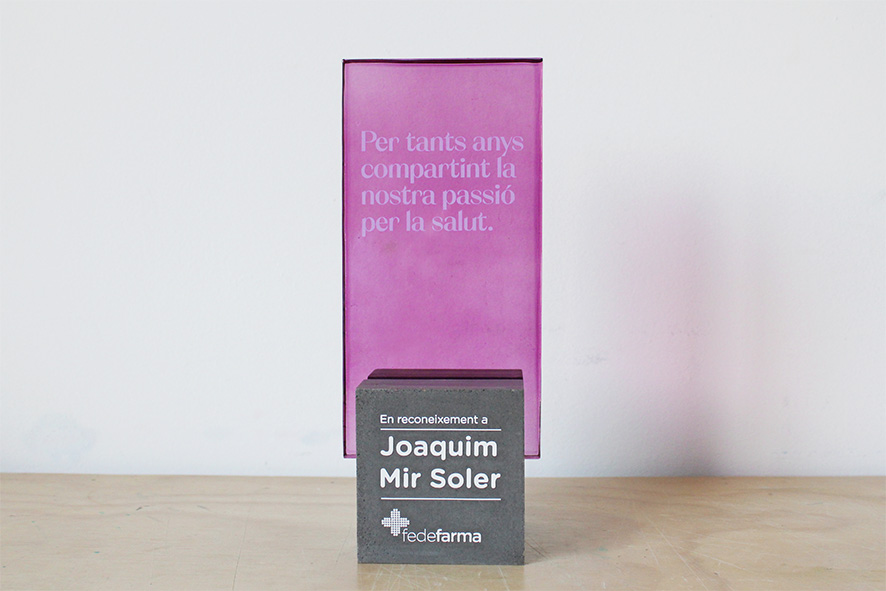 Per tants anys
compartint la
nostra passió
per la salut.
En reconeixement a
Joaquim
Mir Soler
fedefarma